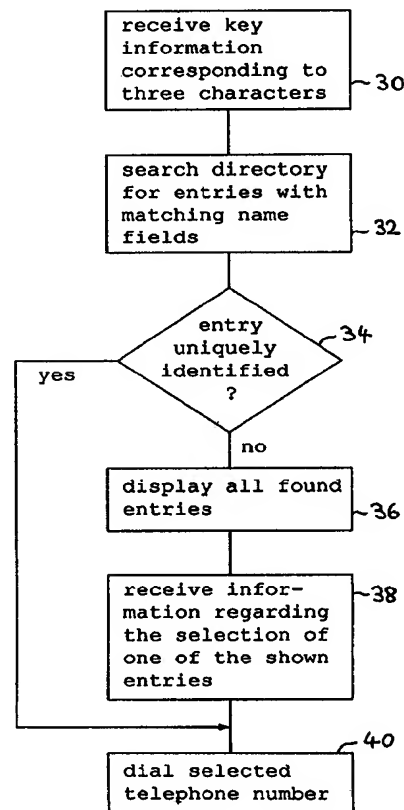 receive key
information
corresponding to
three characters
30
search directory
for entries with
matching name
fields
32
entry
uniquely
identified
?
34
yes
no
display all found
entries
36
receive infor-
mation regarding
the selection of
one of the shown
entries
38
40
dial selected
telephone number